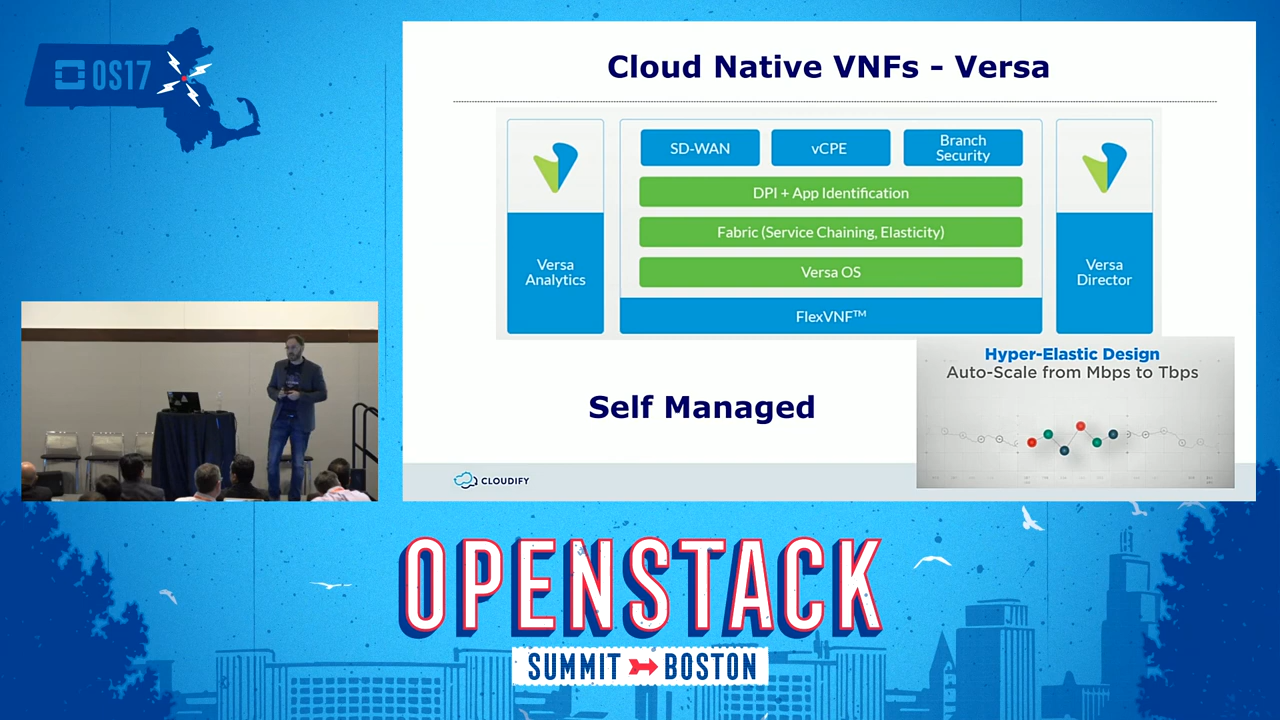 OS17
Cloud Native VNFs - Versa
Versa
Analytics
SD-WAN
vCPE
Branch
Security
DPI + App Identification
Fabric (Service Chaining, Elasticity)
Versa OS
FlexVNF™
Versa
Director
Self Managed
Hyper-Elastic Design
Auto-Scale from Mbps to Tbps
CLOUDIFY
OPENSTACK
SUMMIT BOSTON